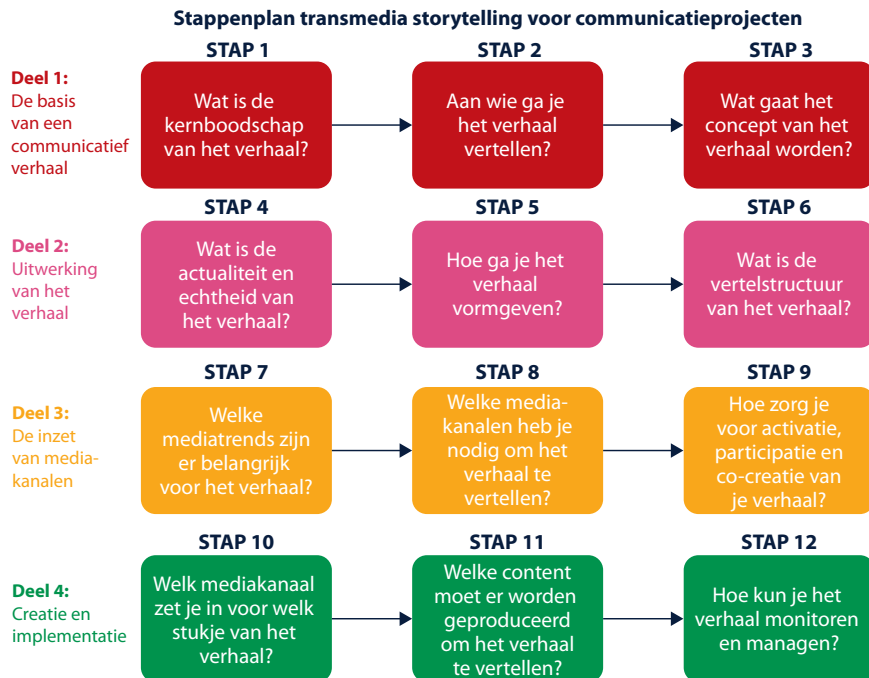 Stappenplan transmedia storytelling voor communicatieprojecten
STAP 1
STAP 2
STAP 3
Deel 1:
De basis
van een
communicatief
verhaal
Wat is de
kernboodschap
van het verhaal?
Aan wie ga je
het verhaal
vertellen?
Wat gaat het
concept van het
verhaal worden?
STAP 4
STAP 5
STAP 6
Deel 2:
Uitwerking
van het
verhaal
Wat is de
actualiteit en
echtheid van
het verhaal?
Hoe ga je het
verhaal
vormgeven?
Wat is de
vertelstructuur
van het verhaal?
STAP 7
STAP 8
STAP 9
Deel 3:
De inzet
van media-
kanalen
Welke
mediatrends zijn
er belangrijk
voor het verhaal?
Welke media-
kanalen heb je
nodig om het
verhaal te
vertellen?
Hoe zorg je
voor activatie,
participatie en
co-creatie van
je verhaal?
STAP 10
STAP 11
STAP 12
Deel 4:
Creatie en
implementatie
Welk mediakanaal
zet je in voor welk
stukje van het
verhaal?
Welke content
moet er worden
geproduceerd
om het verhaal
te vertellen?
Hoe kun je het
verhaal monitoren
en managen?